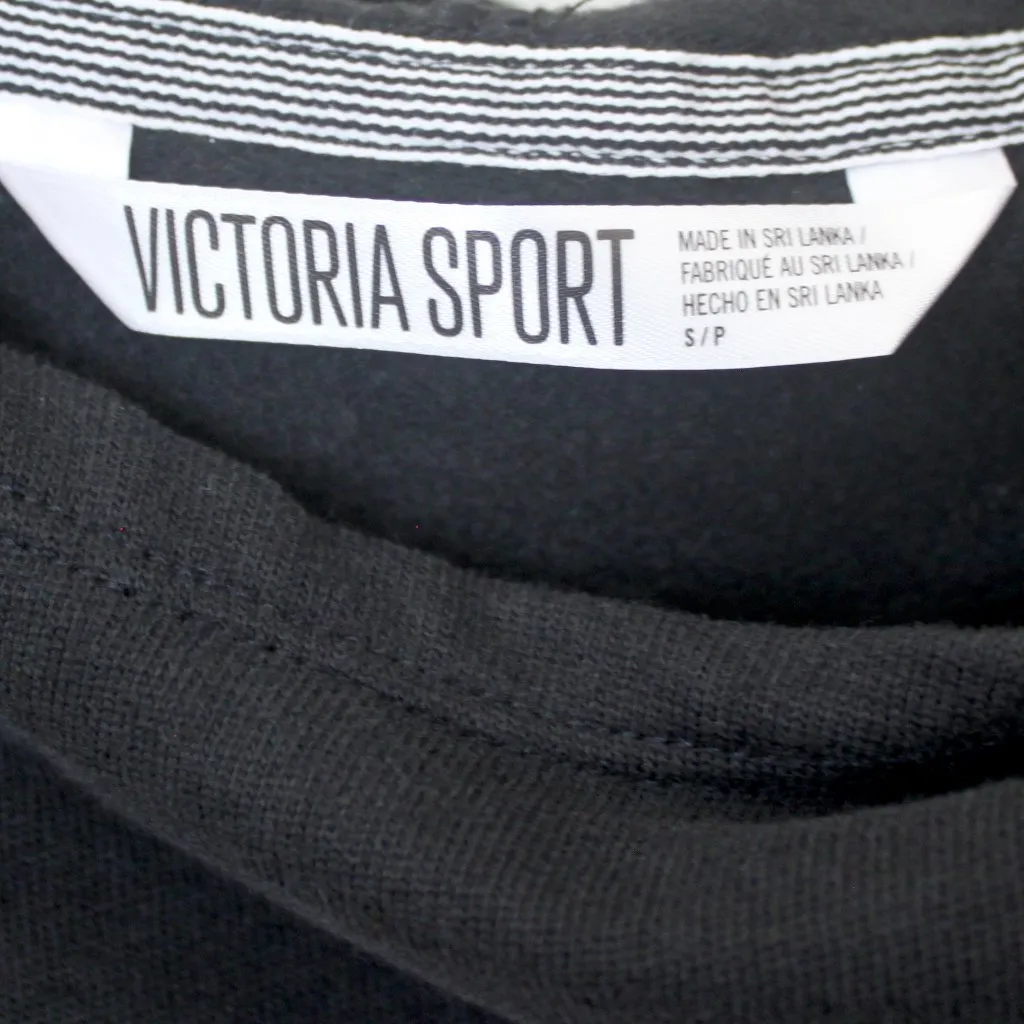 VICTORIA SPORT
MADE IN SRI LANKA /
FABRIQUÉ AU SRI LANKA /
HECHO EN SRI LANKA
S / P